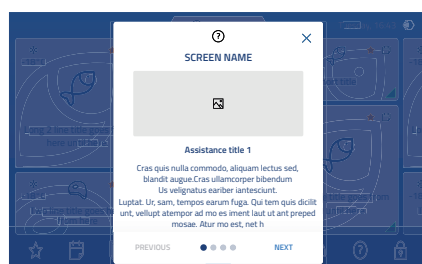 SCREEN NAME
Assistance title 1
Cras quis nulla commodo, aliquam lectus sed,
blandit augue.Cras ullamcorper bibendum
Us velignatus eariber iantesciunt.
Luptat. Ur, sam, tempos earum fuga. Qui tem quis dicilit
unt, vellupt atempor ad mo es iment laut ut ant preped
mosae. Atur mo est, net h
PREVIOUS
NEXT